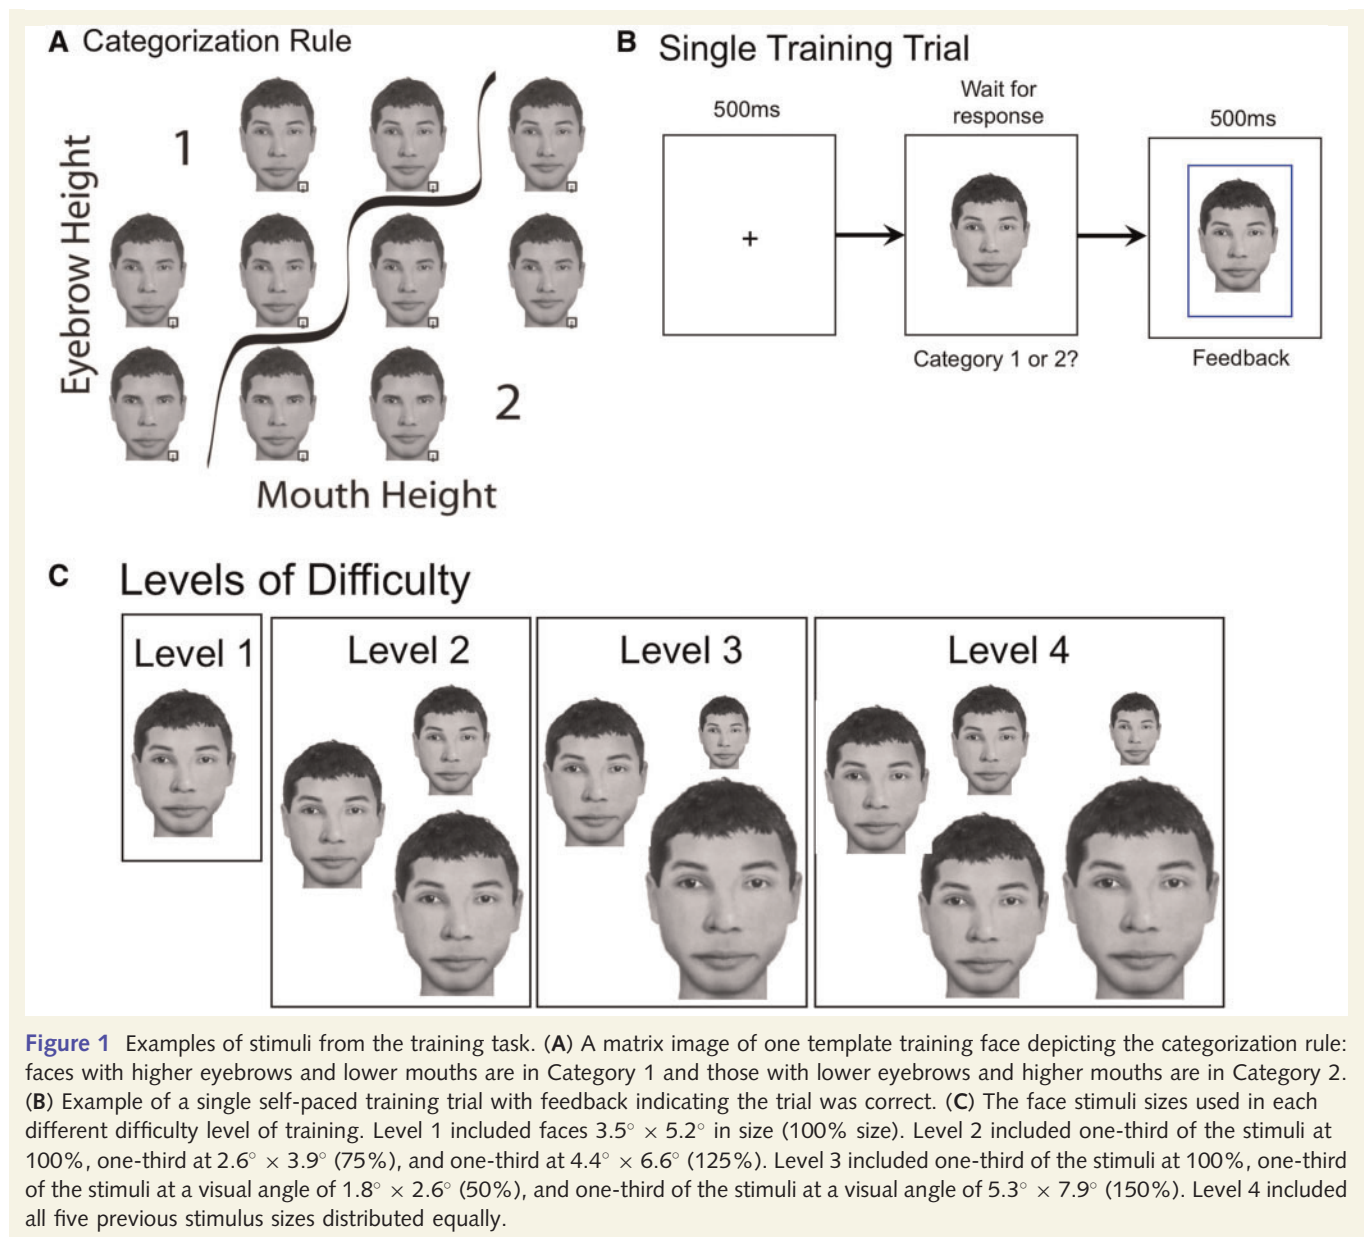 A Categorization Rule
Eyebrow Height
1
2
Mouth Height
B Single Training Trial
500ms
+
Wait for
response
Category 1 or 2?
500ms
Feedback
C Levels of Difficulty
Level 1
Level 2
Level 3
Level 4
Figure 1 Examples of stimuli from the training task. (A) A matrix image of one template training face depicting the categorization rule:
faces with higher eyebrows and lower mouths are in Category 1 and those with lower eyebrows and higher mouths are in Category 2.
(B) Example of a single self-paced training trial with feedback indicating the trial was correct. (C) The face stimuli sizes used in each
different difficulty level of training. Level 1 included faces 3.5° × 5.2° in size (100% size). Level 2 included one-third of the stimuli at
100%, one-third at 2.6° × 3.9° (75%), and one-third at 4.4° × 6.6° (125%). Level 3 included one-third of the stimuli at 100%, one-third
of the stimuli at a visual angle of 1.8° × 2.6° (50%), and one-third of the stimuli at a visual angle of 5.3° × 7.9° (150%). Level 4 included
all five previous stimulus sizes distributed equally.